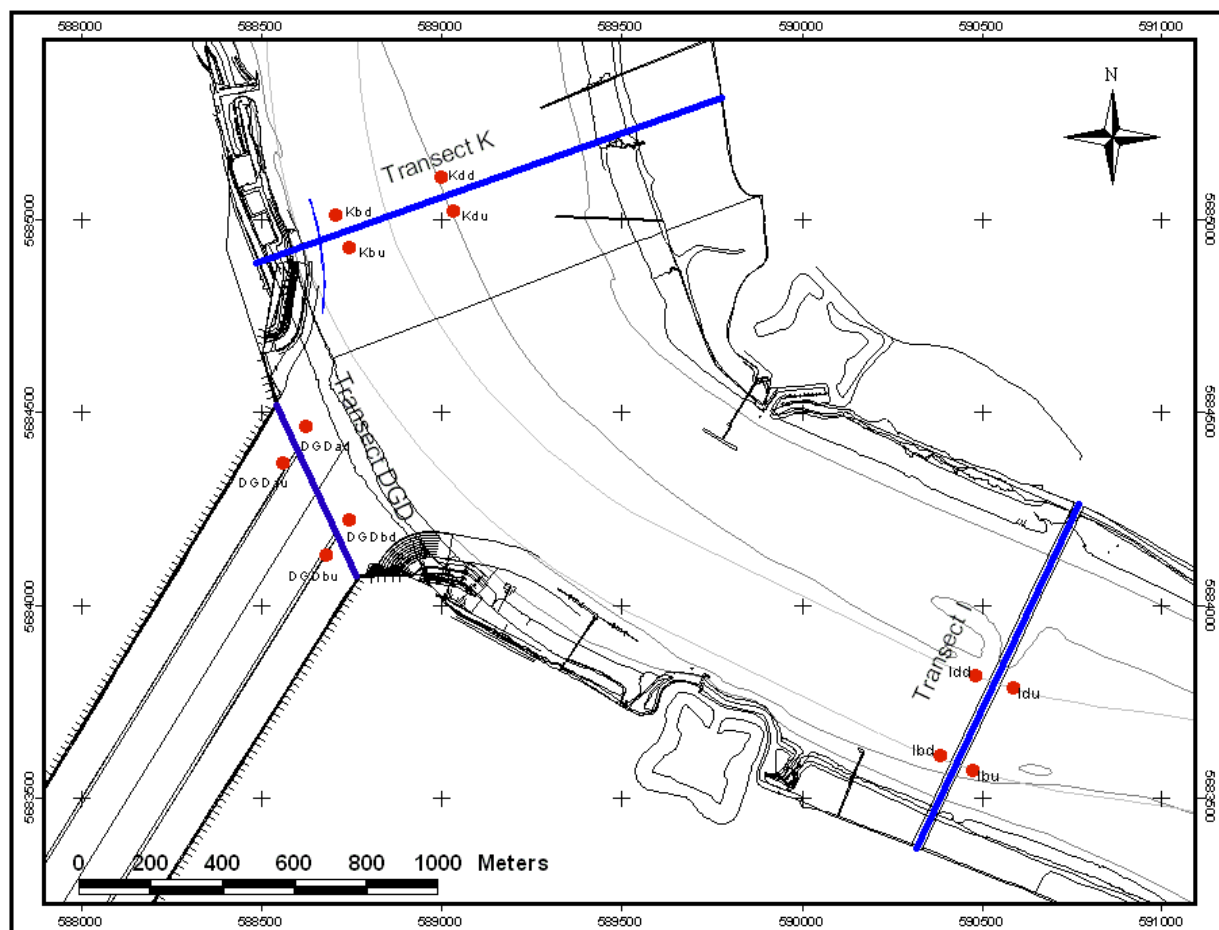 588000 588500 589000 589500 590000 590500 591000
N
Transect K
Kdd
Kbd
Kdu
Kbu
5685000 5685000
Transect DGD
5684500 5684500
DGDad
DGDau
DGDbd
DGDbu
5684000 5684000
Transect I
Idd
Idu
Ibd
Ibu
5683500 5683500
0 200 400 600 800 1000 Meters
588000 588500 589000 589500 590000 590500 591000